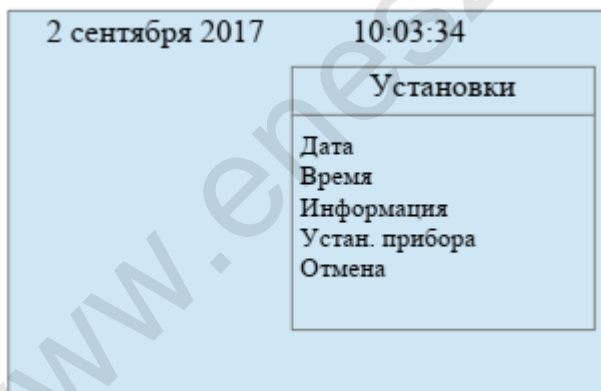 2 сентября 2017 10:03:34
Установки
Дата
Время
Информация
Устан. прибора
Отмена